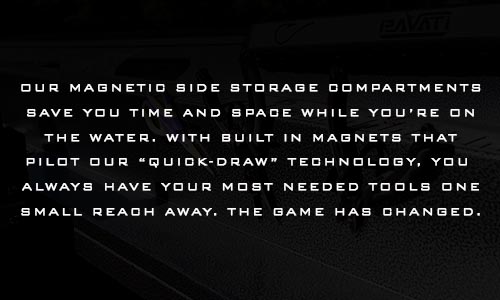 PAVATI
OUR MAGNETIC SIDE STORAGE COMPARTMENTS
SAVE YOU TIME AND SPACE WHILE YOU'RE ON
THE WATER. WITH BUILT IN MAGNETS THAT
PILOT OUR “QUICK-DRAW” TECHNOLOGY, YOU
ALWAYS HAVE YOUR MOST NEEDED TOOLS ONE
SMALL REACH AWAY. THE GAME HAS CHANGED.